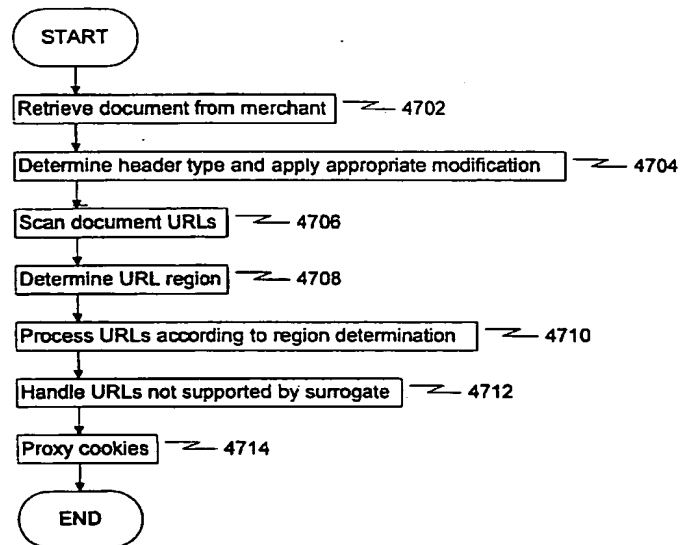 START
Retrieve document from merchant 4702
Determine header type and apply appropriate modification 4704
Scan document URLs 4706
Determine URL region 4708
Process URLs according to region determination 4710
Handle URLs not supported by surrogate 4712
Proxy cookies 4714
END